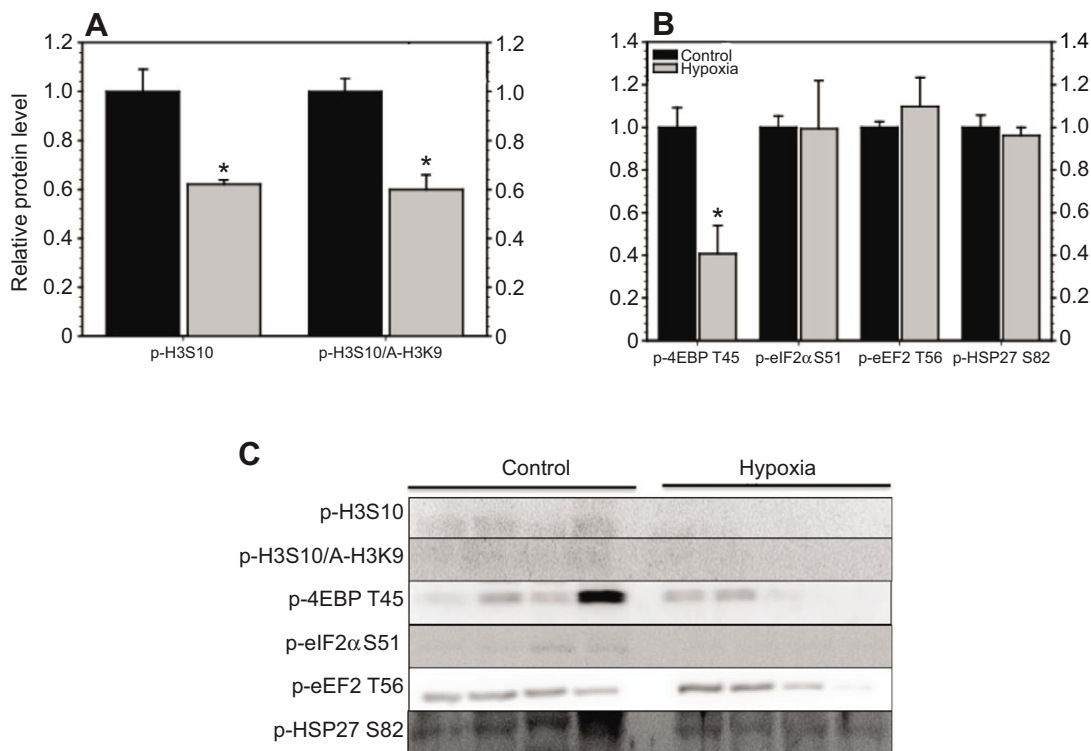 A
1.2
1.0
0.8
0.6
0.4
0.2
0
Relative protein level
*
*
1.2
1.0
0.8
0.6
0.4
0.2
0
p-H3S10
p-H3S10/A-H3K9
B
1.4
1.2
1.0
0.8
0.6
0.4
0.2
0
Control
Hypoxia
*
1.4
1.2
1.0
0.8
0.6
0.4
0.2
0
p-4EBP T45
p-eIF2α S51
p-eEF2 T56
p-HSP27 S82
C
Control
Hypoxia
p-H3S10
p-H3S10/A-H3K9
p-4EBP T45
p-eIF2α S51
p-eEF2 T56
p-HSP27 S82